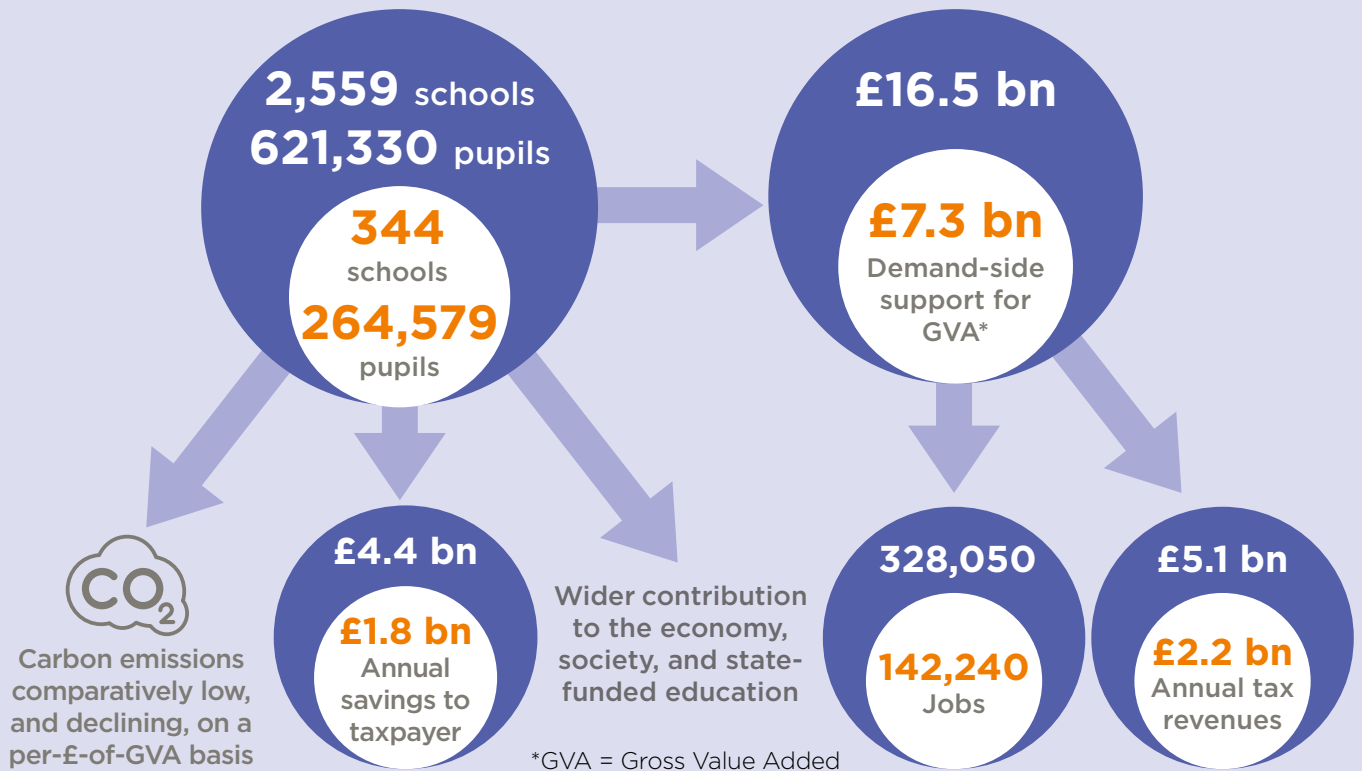 2,559 schools
621,330 pupils
344
schools
264,579
pupils
£16.5 bn
£7.3 bn
Demand-side
support for
GVA*
CO2
Carbon emissions
comparatively low,
and declining, on a
per-£-of-GVA basis
£4.4 bn
£1.8 bn
Annual
savings to
taxpayer
Wider contribution
to the economy,
society, and state-
funded education
328,050
142,240
Jobs
£5.1 bn
£2.2 bn
Annual tax
revenues
*GVA = Gross Value Added